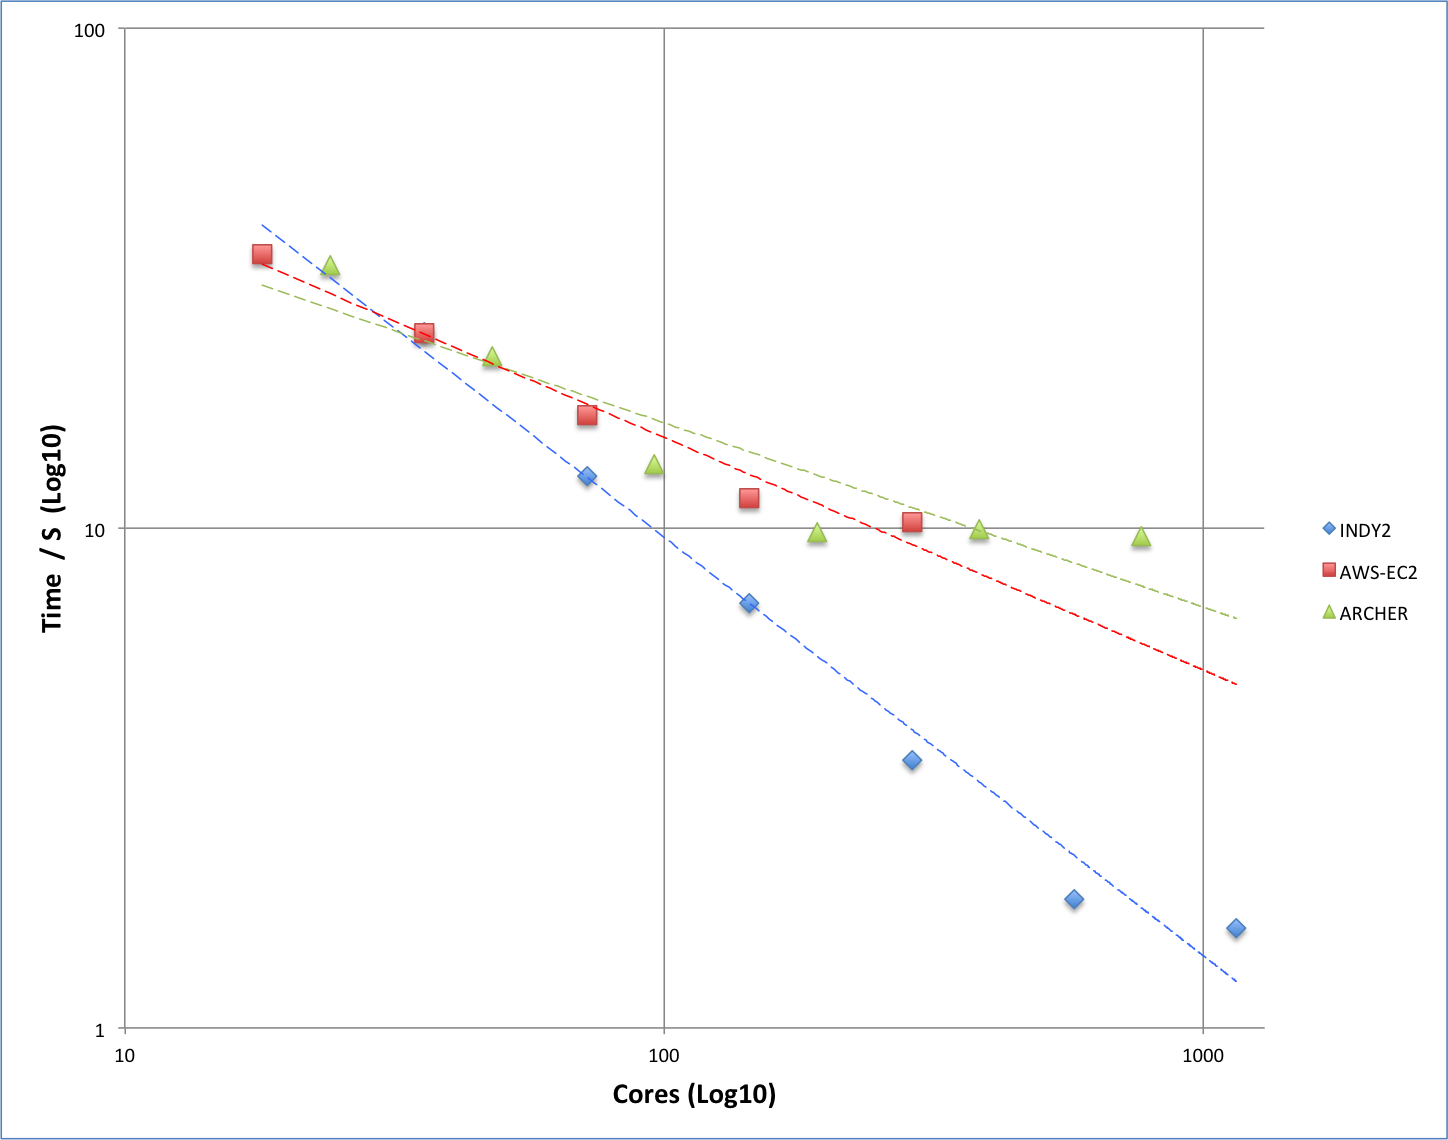 100
10
1
Time / S (Log10)
10
100
1000
Cores (Log10)
INDY2
AWS-EC2
ARCHER